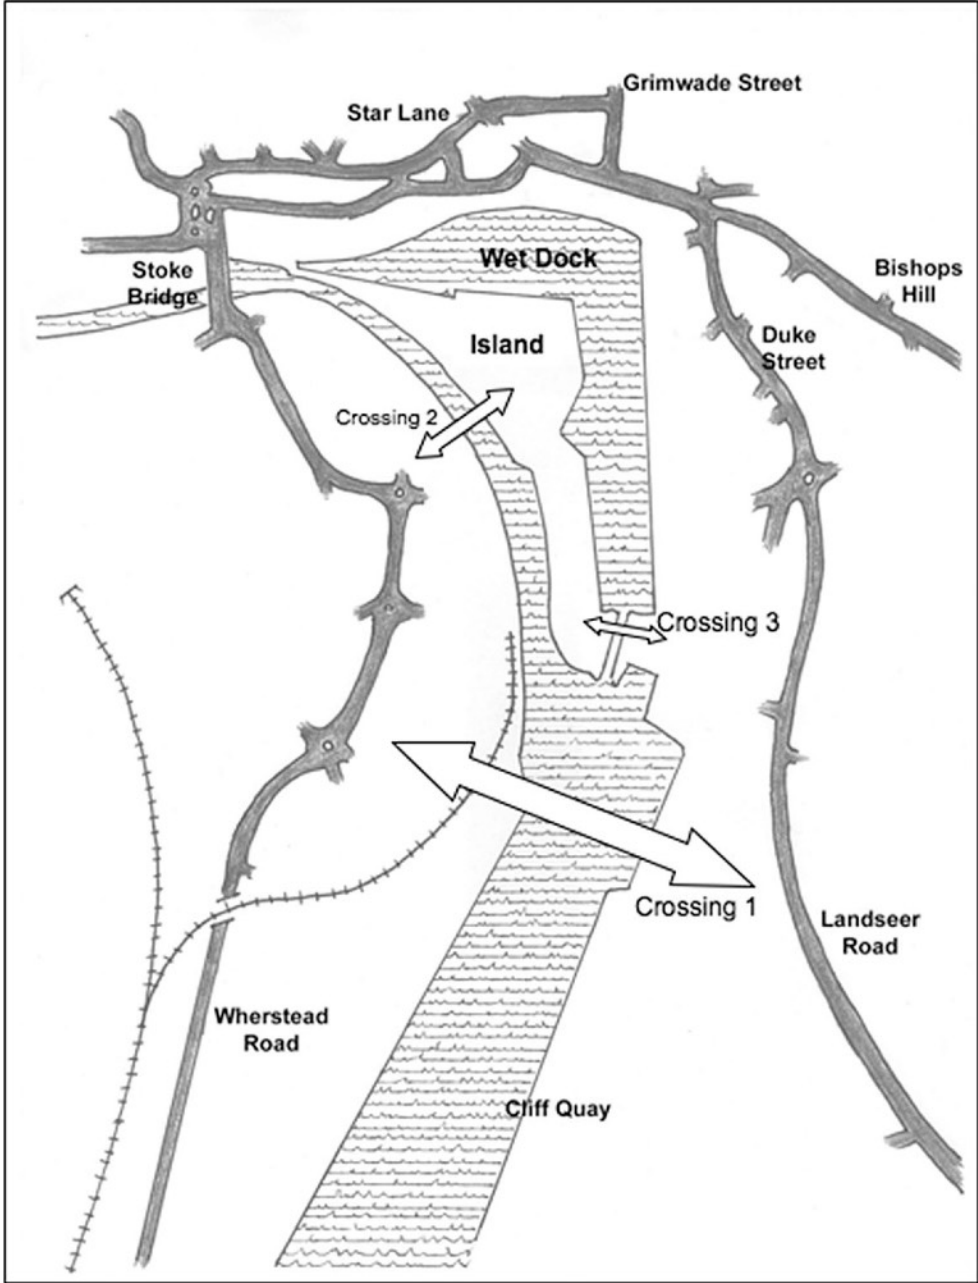 Grimwade Street
Star Lane
Wet Dock
Stoke
Bridge
Bishops
Hill
Island
Duke
Street
Crossing 2
Crossing 3
Crossing 1
Landseer
Road
Wherstead
Road
Cliff Quay